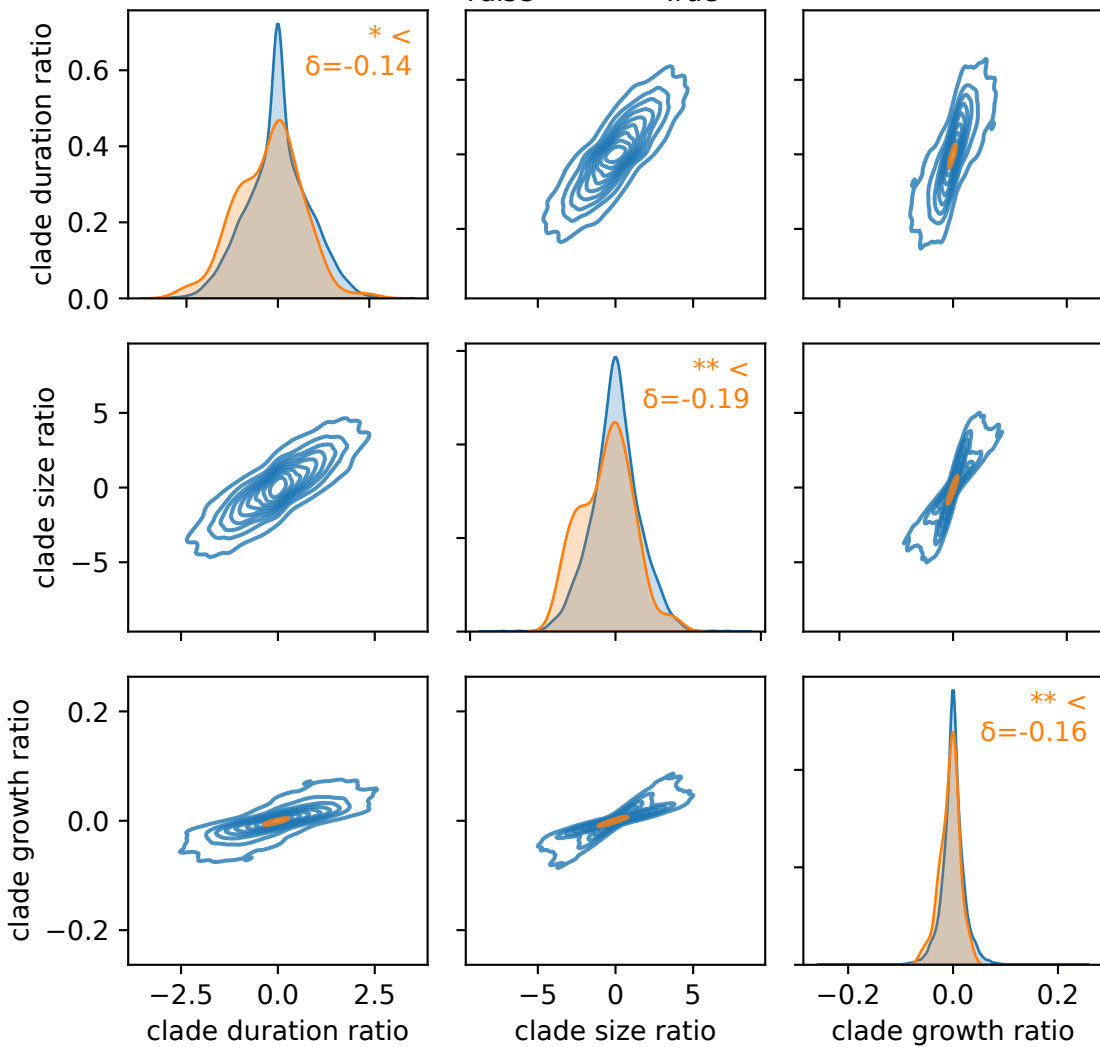 clade duration ratio
0.6
0.4
0.2
0.0
* <
δ=-0.14
clade size ratio
5
0
−5
** <
δ=-0.19
clade growth ratio
0.2
0.0
−0.2
** <
δ=-0.16
−2.5 0.0 2.5
−5 0 5
−0.2 0.0 0.2
clade duration ratio
clade size ratio
clade growth ratio